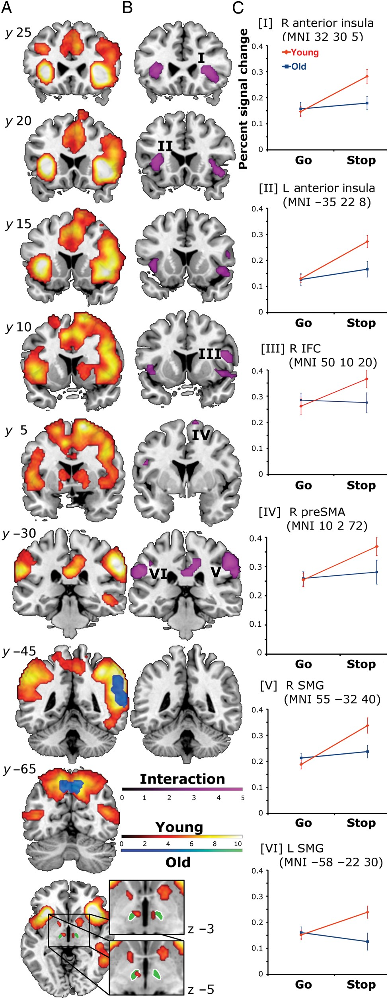 A
B
C
y 25
y 20
y 15
y 10
y 5
y –30
y –45
y –65
I
II
III
IV
VI
V
Interaction
0 1 2 3 4 5
Young
0 2 4 6 8 10
Old
z –3
z –5
Percent signal change
[I] R anterior insula
(MNI 32 30 5)
Young
Old
0.4
0.3
0.2
0.1
0
Go Stop
[II] L anterior insula
(MNI –35 22 8)
0.4
0.3
0.2
0.1
0
Go Stop
[III] R IFC
(MNI 50 10 20)
0.4
0.3
0.2
0.1
0
Go Stop
[IV] R preSMA
(MNI 10 2 72)
0.4
0.3
0.2
0.1
0
Go Stop
[V] R SMG
(MNI 55 −32 40)
0.4
0.3
0.2
0.1
0
Go Stop
[VI] L SMG
(MNI −58 −22 30)
0.4
0.3
0.2
0.1
0
Go Stop